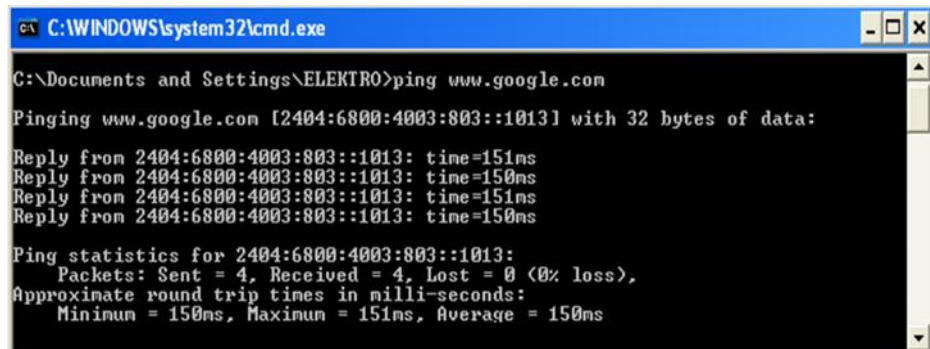 C:\WINDOWS\system32\cmd.exe
C:\Documents and Settings\ELEKTRO>ping www.google.com
Pinging www.google.com [2404:6800:4003:803::1013] with 32 bytes of data:
Reply from 2404:6800:4003:803::1013: time=151ms
Reply from 2404:6800:4003:803::1013: time=150ms
Reply from 2404:6800:4003:803::1013: time=151ms
Reply from 2404:6800:4003:803::1013: time=150ms
Ping statistics for 2404:6800:4003:803::1013:
    Packets: Sent = 4, Received = 4, Lost = 0 (0% loss),
Approximate round trip times in milli-seconds:
    Minimum = 150ms, Maximum = 151ms, Average = 150ms